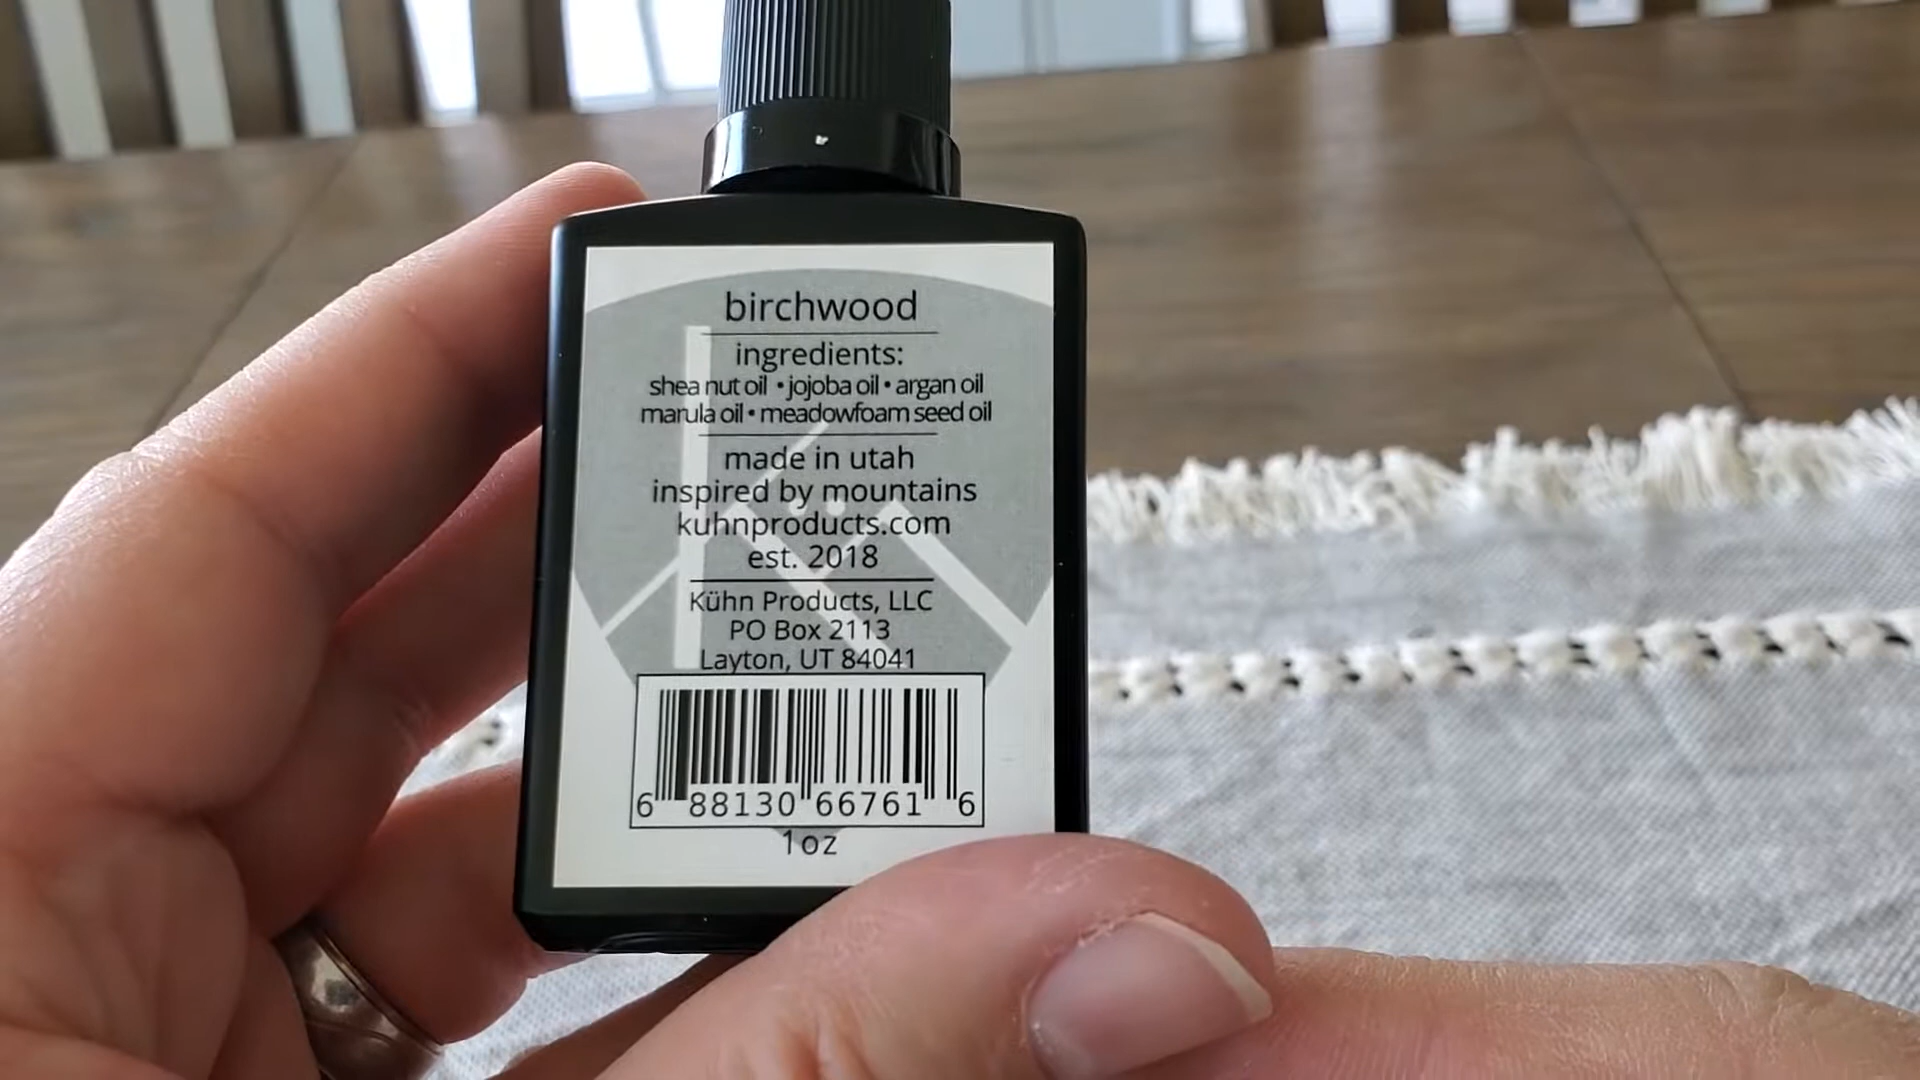 birchwood
ingredients:
shea nut oil • jojoba oil • argan oil
marula oil • meadowfoam seed oil
made in utah
inspired by mountains
kuhnproducts.com
est. 2018
Kühn Products, LLC
PO Box 2113
Layton, UT 84041
6 88130 66761 6
1oz